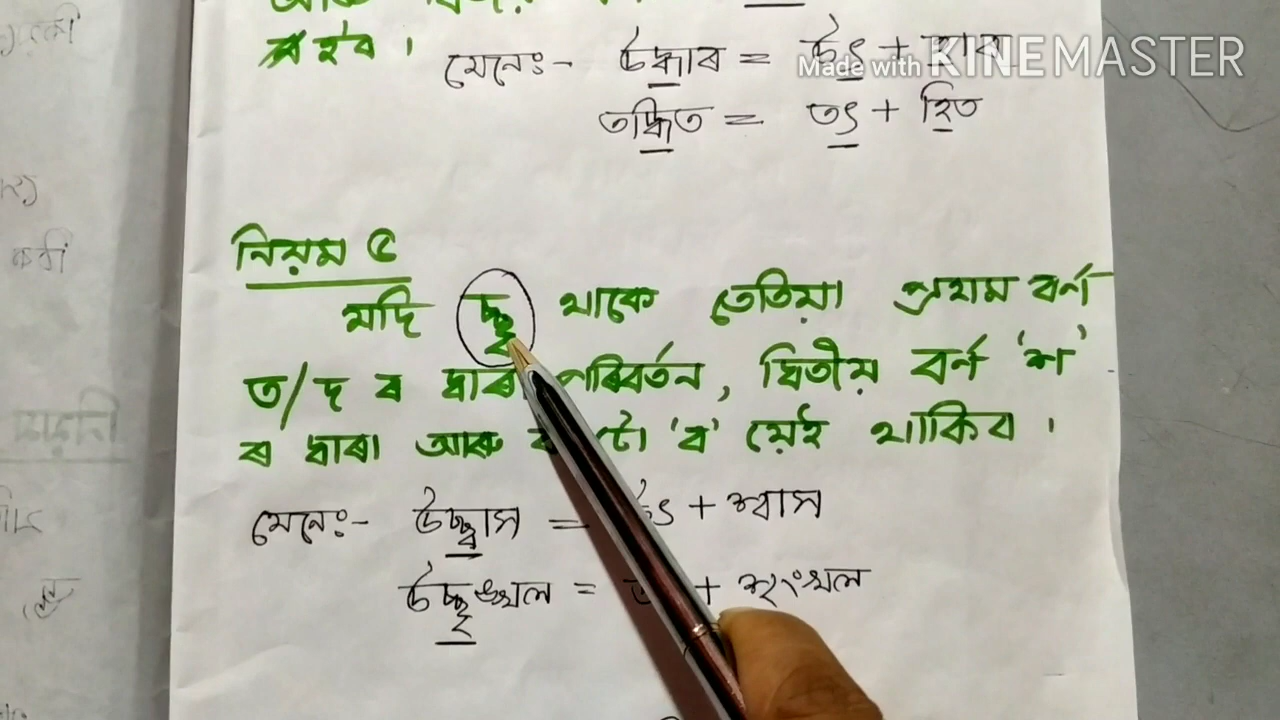 হ'ব।
যেনেঃ- উদ্ধাৰ = উৎ + হাৰ
Made with KINEMASTER
তদ্ধিত = তৎ + হিত
নিয়ম ৫
যদি চ্ছ্ব থাকে তেতিয়া প্ৰথম বৰ্ণ
ত/দ ৰ দ্বাৰা পৰিবৰ্তন, দ্বিতীয় বৰ্ণ 'শ'
ৰ দ্বাৰা আৰু 'ব' য়েই থাকিব।
যেনেঃ- উচ্ছ্বাস = + শ্বাস
উচ্ছৃঙ্খল = + শৃংখল